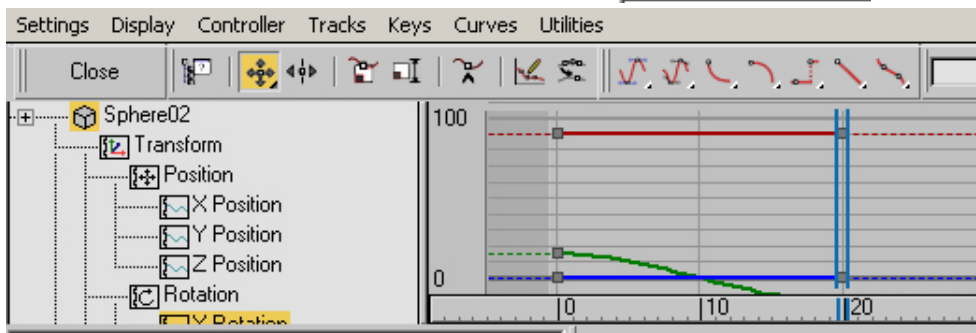 Settings Display Controller Tracks Keys Curves Utilities
Close
Sphere02
100
Transform
Position
X Position
Y Position
Z Position
0
Rotation
X Rotation
0 10 20